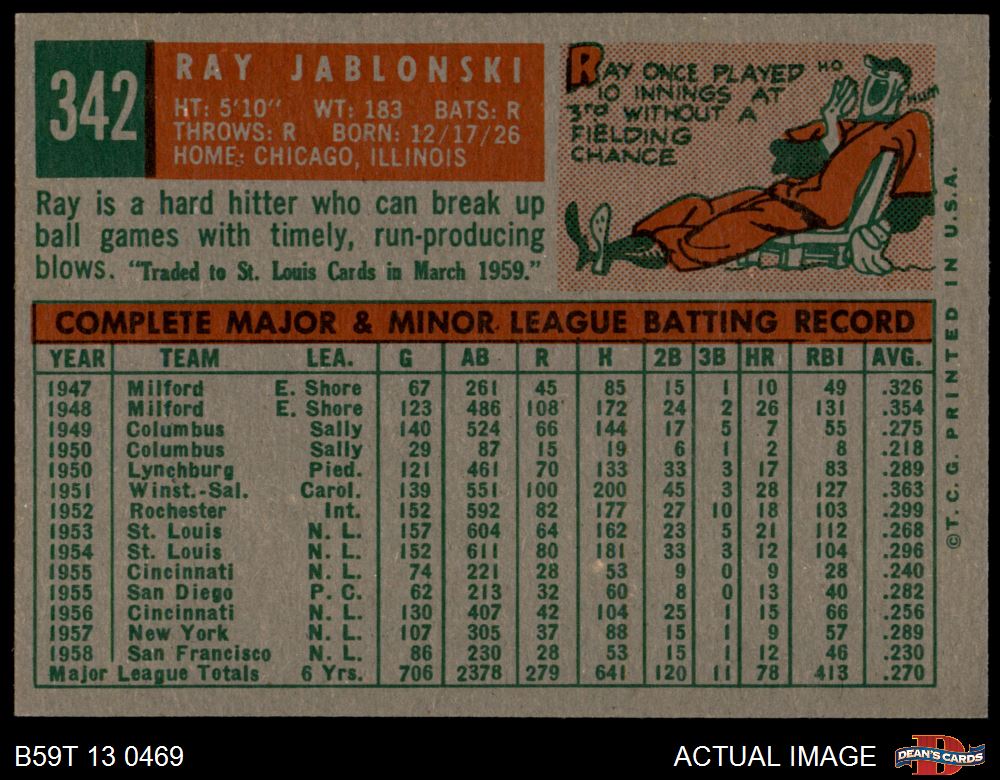 342
RAY JABLONSKI
HT: 5'10" WT: 183 BATS: R
THROWS: R BORN: 12/17/26
HOME: CHICAGO, ILLINOIS
RAY ONCE PLAYED
10 INNINGS AT
3RD WITHOUT A
FIELDING
CHANCE
HO
HUM
Ray is a hard hitter who can break up
ball games with timely, run-producing
blows. "Traded to St. Louis Cards in March 1959."
COMPLETE MAJOR & MINOR LEAGUE BATTING RECORD
YEAR TEAM LEA. G AB R H 2B 3B HR RBI AVG.
1947 Milford E. Shore 67 261 45 85 15 1 10 49 .326
1948 Milford E. Shore 123 486 108 172 24 2 26 131 .354
1949 Columbus Sally 140 524 66 144 17 5 7 55 .275
1950 Columbus Sally 29 87 15 19 6 1 2 8 .218
1950 Lynchburg Pied. 121 461 70 133 33 3 17 83 .289
1951 Winst.-Sal. Carol. 139 551 100 200 45 3 28 127 .363
1952 Rochester Int. 152 592 82 177 27 10 18 103 .299
1953 St. Louis N. L. 157 604 64 162 23 5 21 112 .268
1954 St. Louis N. L. 152 611 80 181 33 3 12 104 .296
1955 Cincinnati N. L. 74 221 28 53 9 0 9 28 .240
1955 San Diego P. C. 62 213 32 60 8 0 13 40 .282
1956 Cincinnati N. L. 130 407 42 104 25 1 15 66 .256
1957 New York N. L. 107 305 37 88 15 1 9 57 .289
1958 San Francisco N. L. 86 230 28 53 15 1 12 46 .230
Major League Totals 6 Yrs. 706 2378 279 641 120 11 78 413 .270
©T. C. G. PRINTED IN U.S.A.
B59T 13 0469
ACTUAL IMAGE
D
DEAN'S CARDS